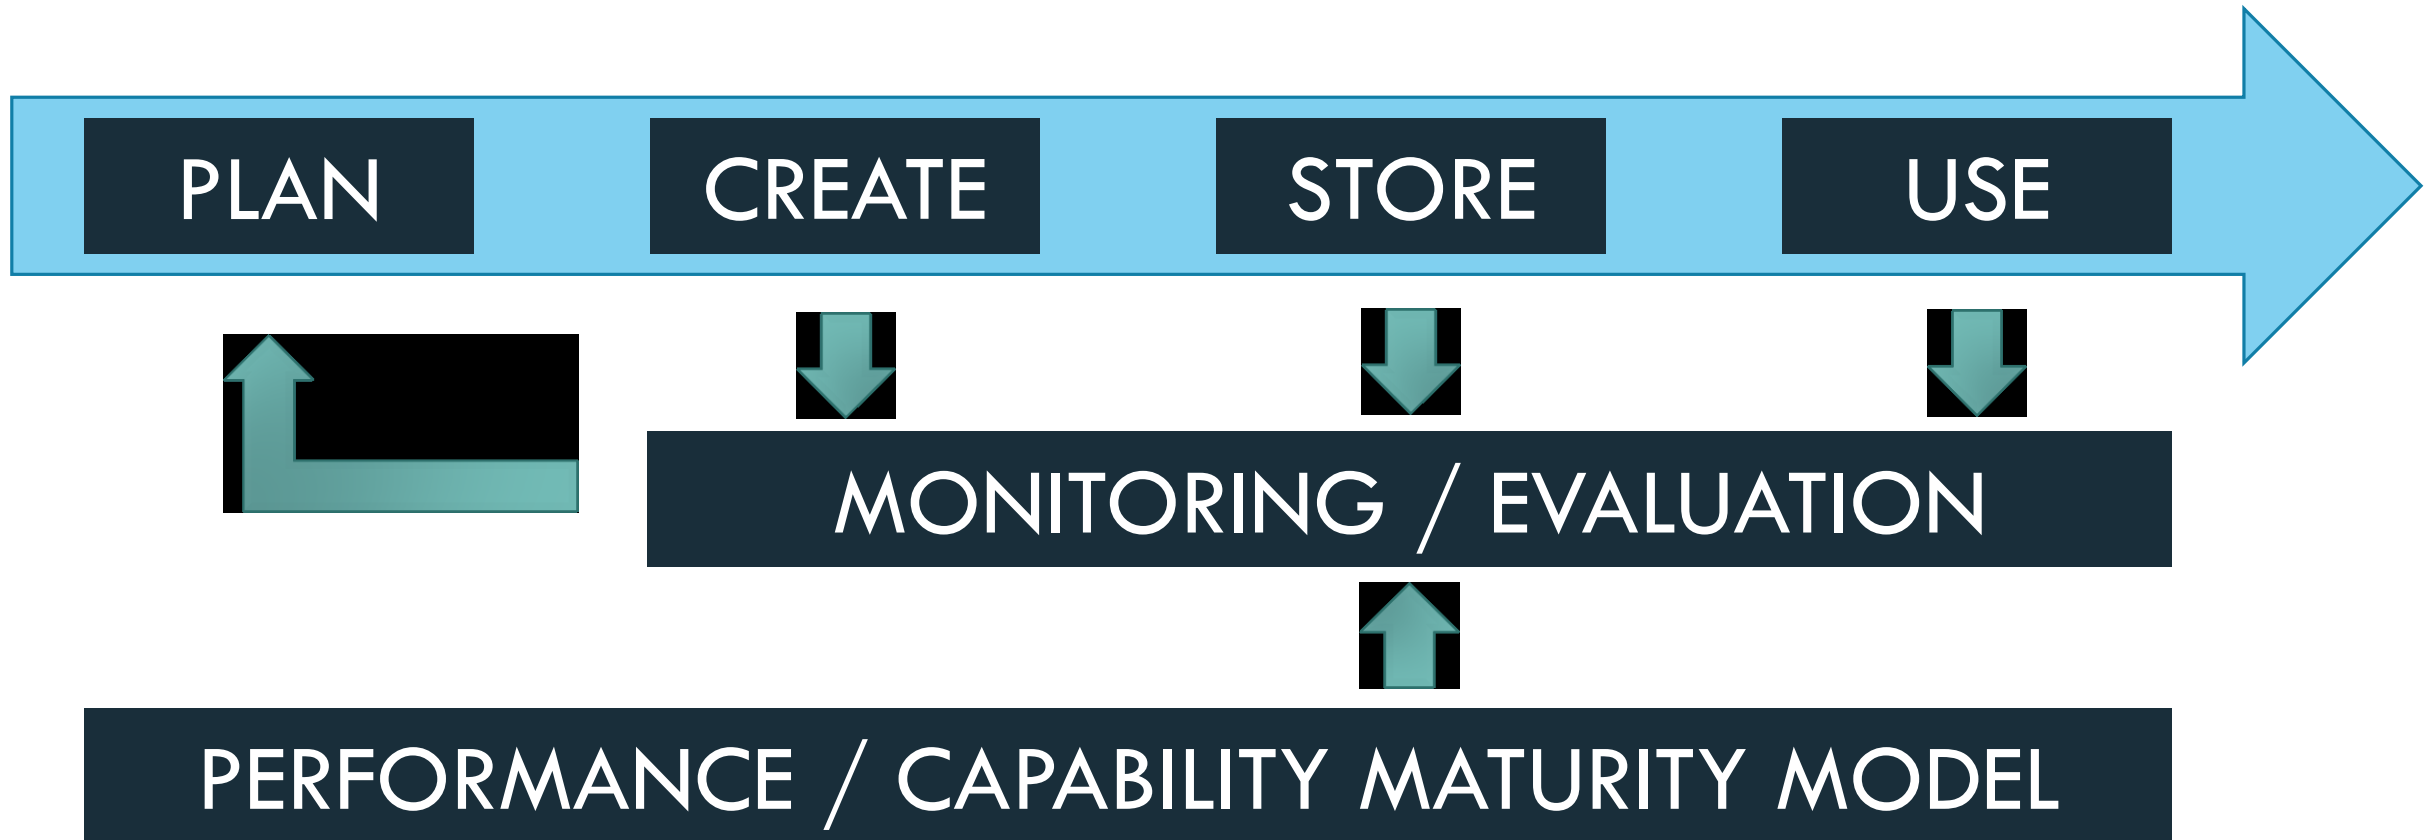 PLAN
CREATE
STORE
USE
MONITORING / EVALUATION
PERFORMANCE / CAPABILITY MATURITY MODEL